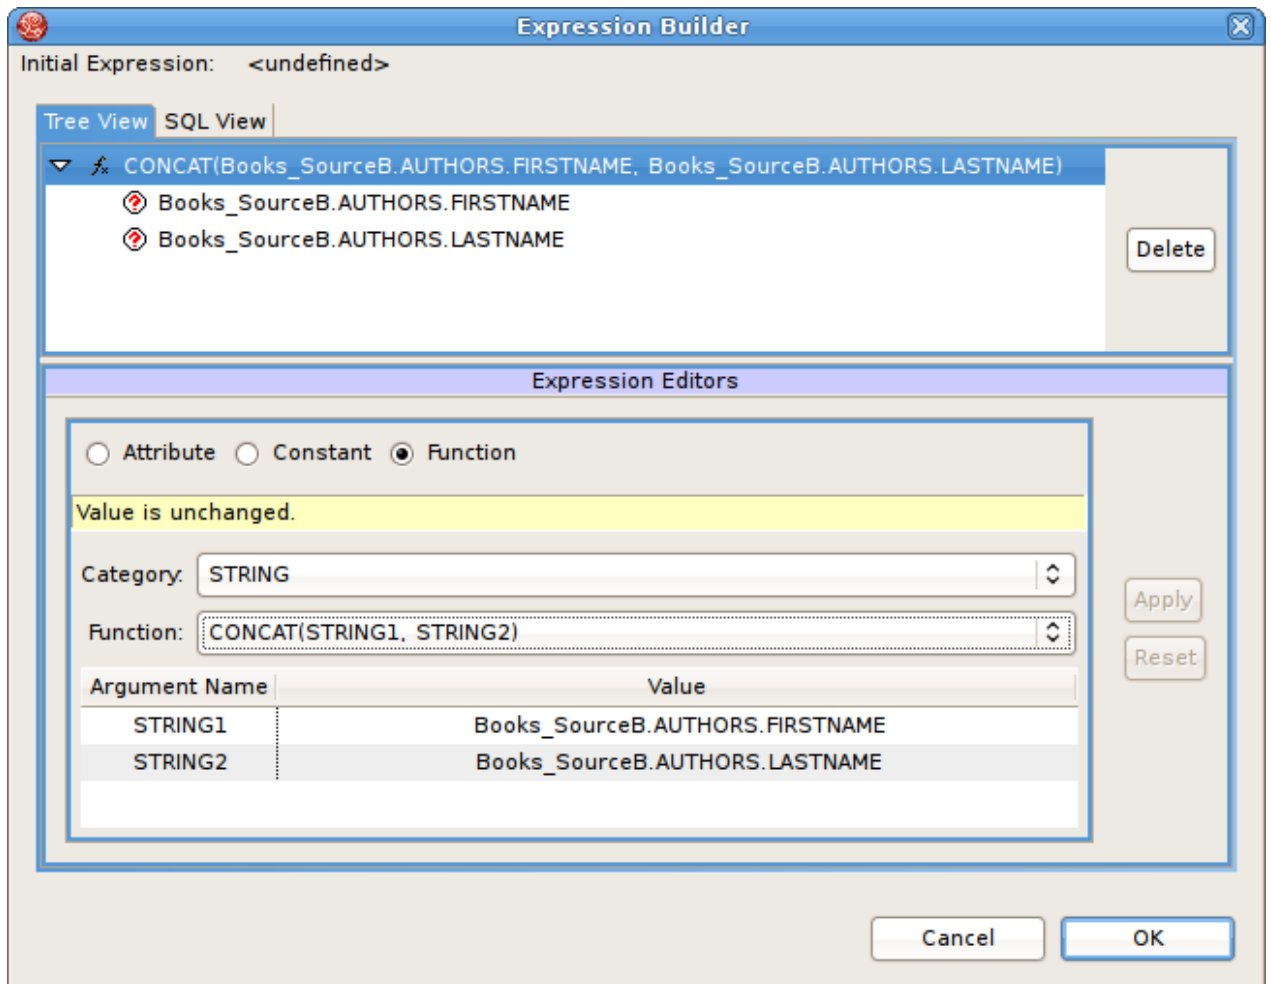 Expression Builder
Initial Expression: <undefined>
Tree View SQL View
CONCAT(Books_SourceB.AUTHORS.FIRSTNAME, Books_SourceB.AUTHORS.LASTNAME)
Books_SourceB.AUTHORS.FIRSTNAME
Books_SourceB.AUTHORS.LASTNAME
Delete
Expression Editors
Attribute Constant Function
Value is unchanged.
Category: STRING
Function: CONCAT(STRING1, STRING2)
Apply
Reset
Argument Name Value
STRING1 Books_SourceB.AUTHORS.FIRSTNAME
STRING2 Books_SourceB.AUTHORS.LASTNAME
Cancel OK